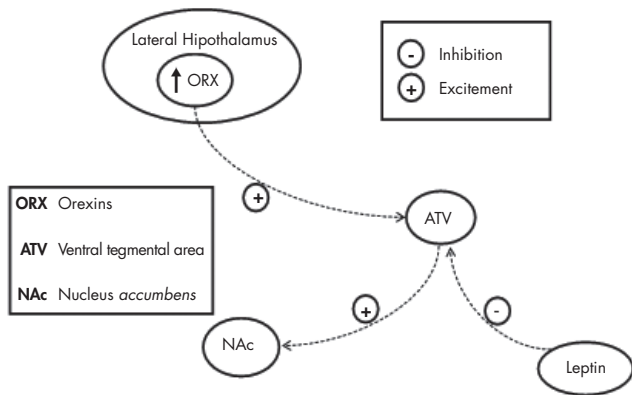 Lateral Hipothalamus
ORX
- Inhibition
+ Excitement
+
ORX Orexins
ATV Ventral tegmental area
NAc Nucleus accumbens
ATV
+
-
NAc
Leptin